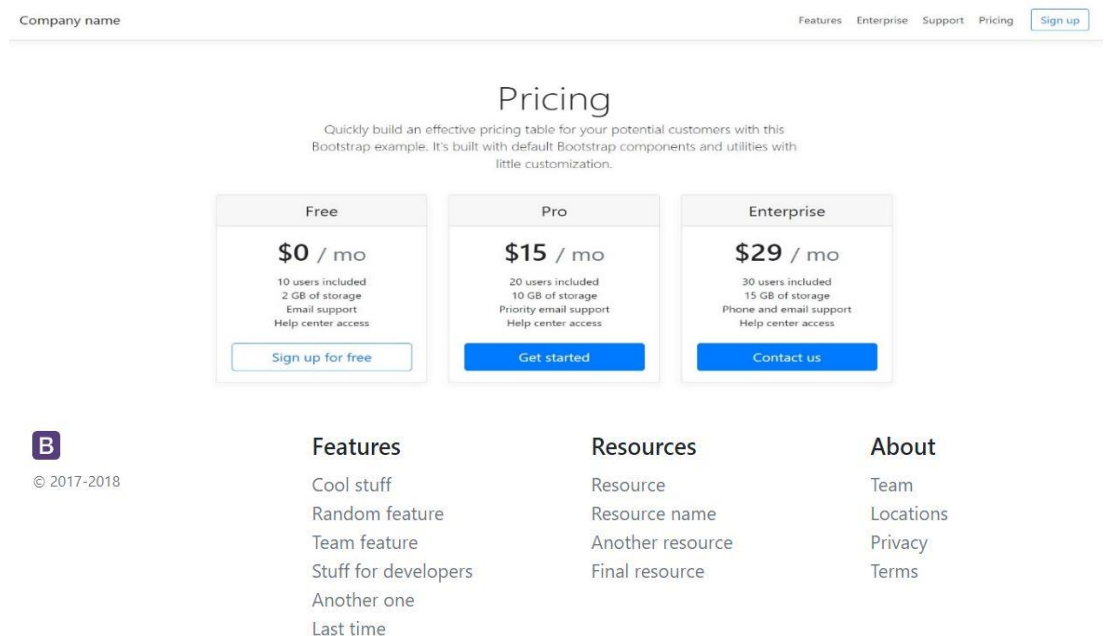 Company name
Features Enterprise Support Pricing Sign up
Pricing
Quickly build an effective pricing table for your potential customers with this
Bootstrap example. It's built with default Bootstrap components and utilities with
little customization.
Free
$0 / mo
10 users included
2 GB of storage
Email support
Help center access
Sign up for free
Pro
$15 / mo
20 users included
10 GB of storage
Priority email support
Help center access
Get started
Enterprise
$29 / mo
30 users included
15 GB of storage
Phone and email support
Help center access
Contact us
B
© 2017-2018
Features
Cool stuff
Random feature
Team feature
Stuff for developers
Another one
Last time
Resources
Resource
Resource name
Another resource
Final resource
About
Team
Locations
Privacy
Terms